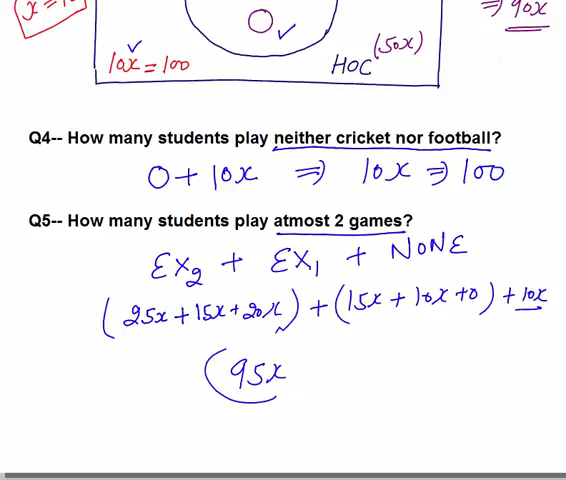 ⇒ 90x
O
(50x)
10x = 100
HOC
Q4-- How many students play neither cricket nor football?
0 + 10x ⇒ 10x ⇒ 100
Q5-- How many students play atmost 2 games?
EX2 + EX1 + NONE
(25x + 15x + 20x) + (15x + 10x + 0) + 10x
95x